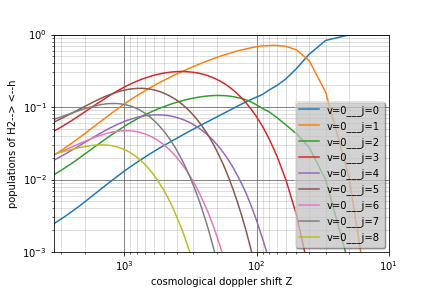 populations of H2--> <--h
10⁰
10⁻¹
10⁻²
10⁻³
10³
10²
10¹
cosmological doppler shift Z
v=0___j=0
v=0___j=1
v=0___j=2
v=0___j=3
v=0___j=4
v=0___j=5
v=0___j=6
v=0___j=7
v=0___j=8